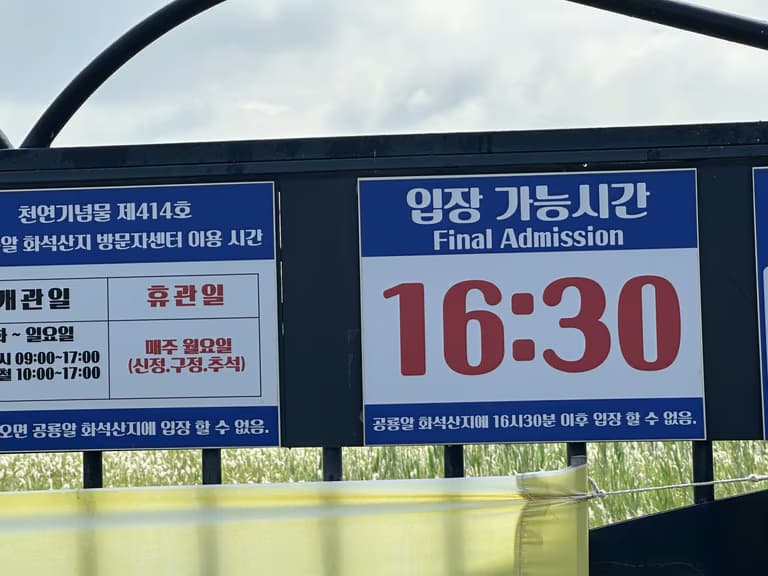 천연기념물 제414호
알 화석산지 방문자센터 이용 시간
개관일
휴관일
~ 일요일
매주 월요일
시 09:00~17:00
(신정.구정.추석)
철 10:00~17:00
오면 공룡알 화석산지에 입장 할 수 없음.
입장 가능시간
Final Admission
16:30
공룡알 화석산지에 16시30분 이후 입장 할 수 없음.